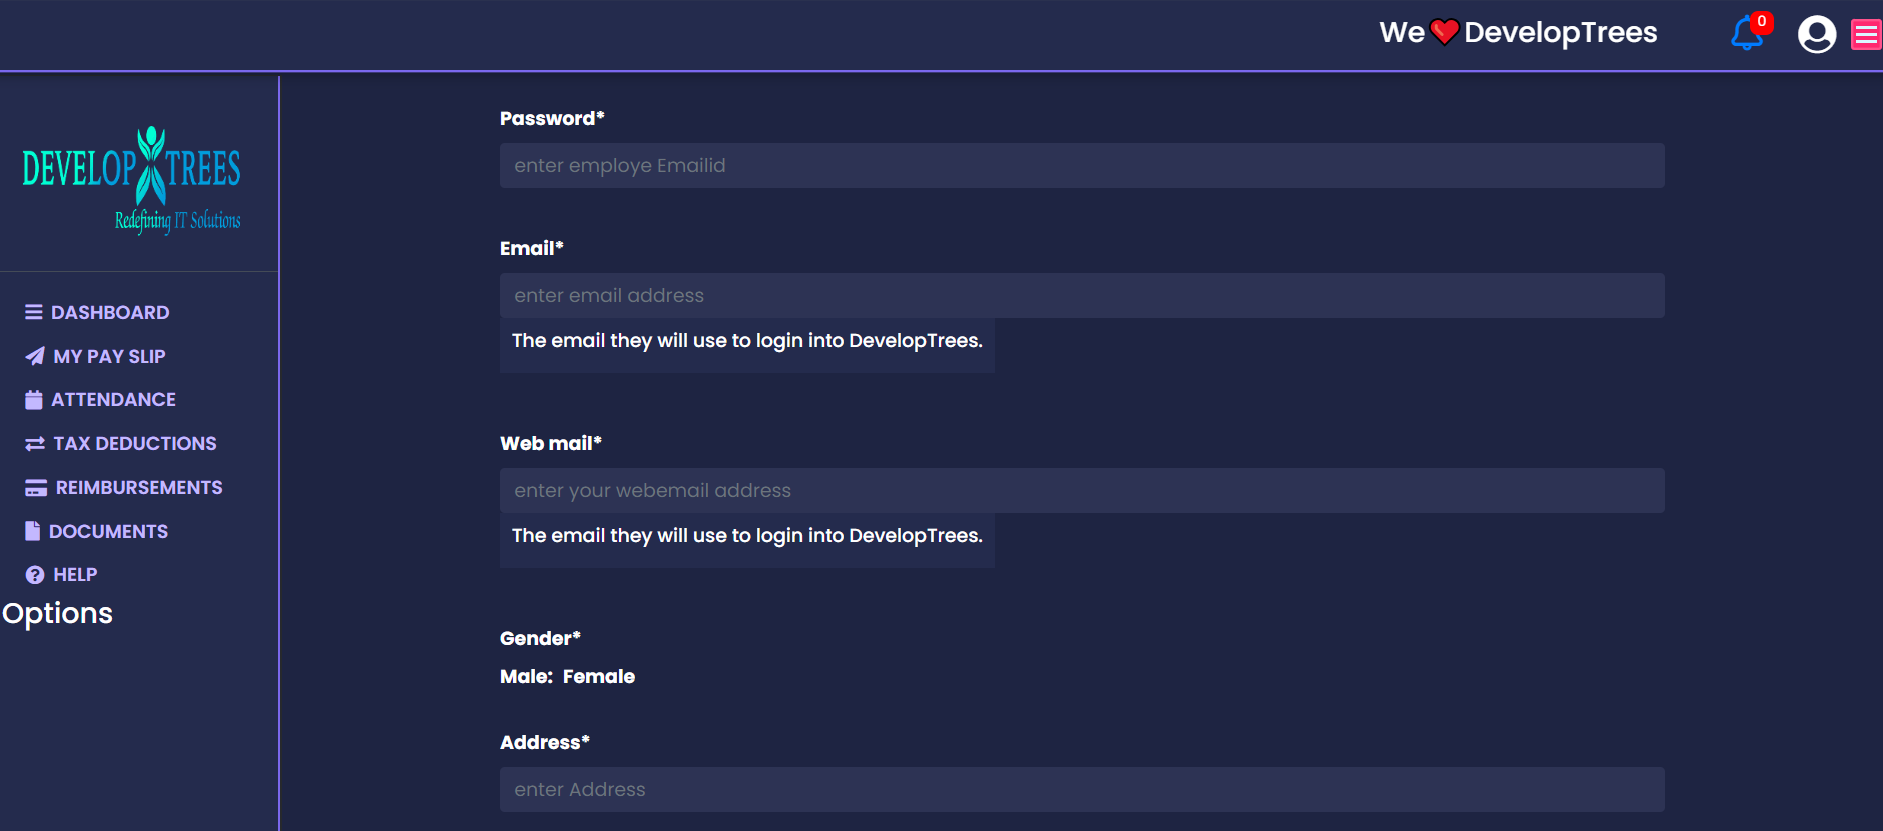 We❤️DevelopTrees
0
DEVELOP TREES
Redefining IT Solutions
DASHBOARD
MY PAY SLIP
ATTENDANCE
TAX DEDUCTIONS
REIMBURSEMENTS
DOCUMENTS
HELP
Options
Password*
enter employe Emailid
Email*
enter email address
The email they will use to login into DevelopTrees.
Web mail*
enter your webemail address
The email they will use to login into DevelopTrees.
Gender*
Male: Female
Address*
enter Address